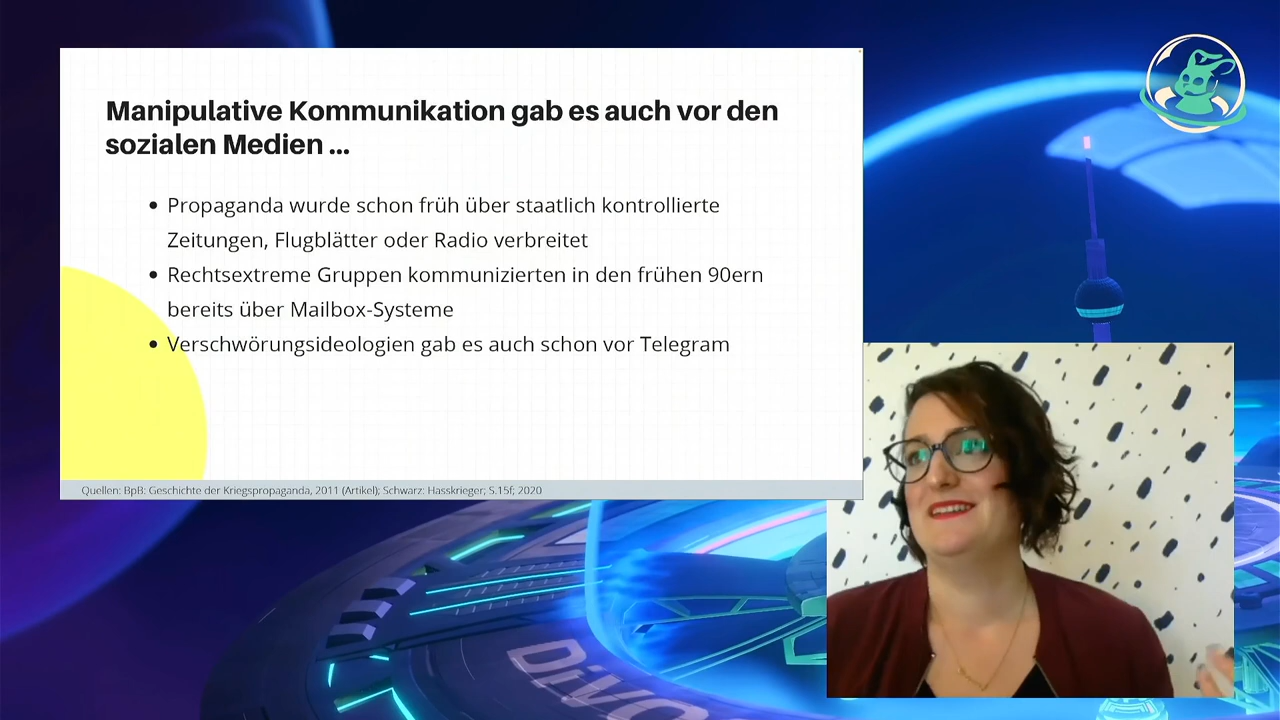 Manipulative Kommunikation gab es auch vor den
sozialen Medien ...
• Propaganda wurde schon früh über staatlich kontrollierte
Zeitungen, Flugblätter oder Radio verbreitet
• Rechtsextreme Gruppen kommunizierten in den frühen 90ern
bereits über Mailbox-Systeme
• Verschwörungsideologien gab es auch schon vor Telegram
Quellen: BpB: Geschichte der Kriegspropaganda, 2011 (Artikel); Schwarz: Hasskrieger; S.15f; 2020